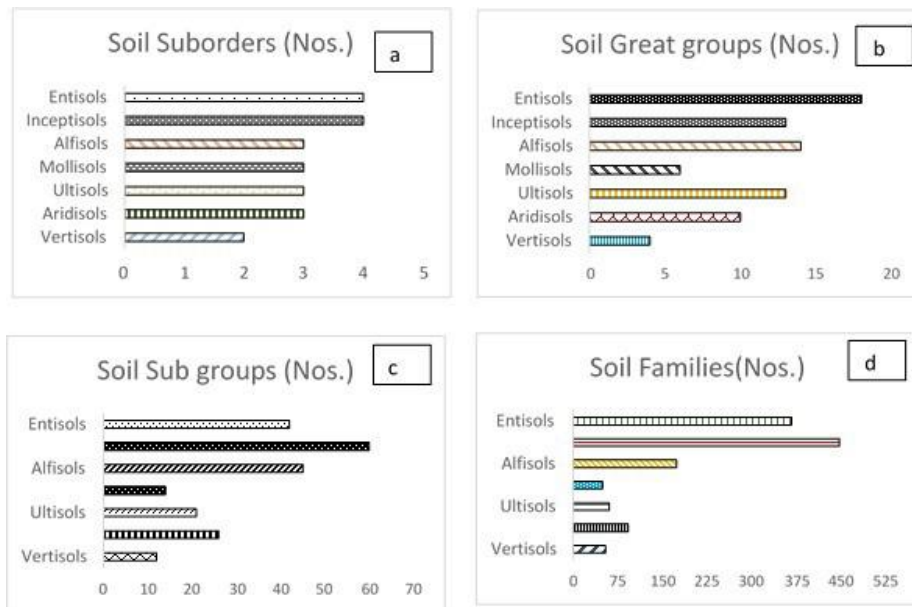 Soil Suborders (Nos.)
a
Entisols
Inceptisols
Alfisols
Mollisols
Ultisols
Aridisols
Vertisols
0 1 2 3 4 5
Soil Great groups (Nos.)
b
Entisols
Inceptisols
Alfisols
Mollisols
Ultisols
Aridisols
Vertisols
0 5 10 15 20
Soil Sub groups (Nos.)
c
Entisols
Alfisols
Ultisols
Vertisols
0 10 20 30 40 50 60 70
Soil Families(Nos.)
d
Entisols
Alfisols
Ultisols
Vertisols
0 75 150 225 300 375 450 525